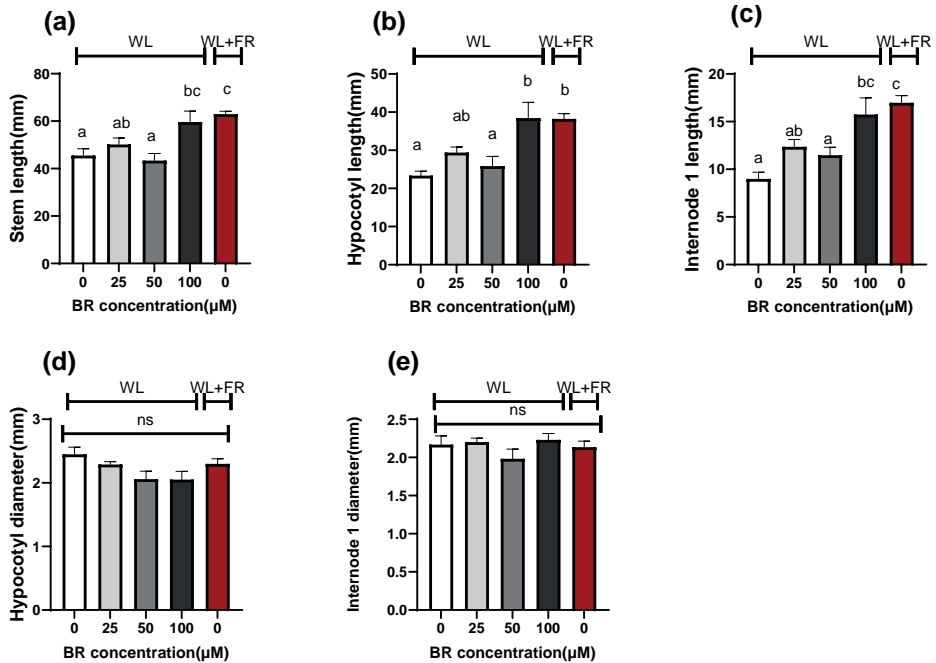 (a)
WL WL+FR
Stem length(mm)
80
60
40
20
0
a ab a bc c
0 25 50 100 0
BR concentration(µM)
(b)
WL WL+FR
Hypocotyl length(mm)
50
40
30
20
10
0
a ab a b b
0 25 50 100 0
BR concentration(µM)
(c)
WL WL+FR
Internode 1 length(mm)
20
15
10
5
0
a ab a bc c
0 25 50 100 0
BR concentration(µM)
(d)
WL WL+FR
ns
Hypocotyl diameter(mm)
3
2
1
0
0 25 50 100 0
BR concentration(µM)
(e)
WL WL+FR
ns
Internode 1 diameter(mm)
2.5
2.0
1.5
1.0
0.5
0.0
0 25 50 100 0
BR concentration(µM)